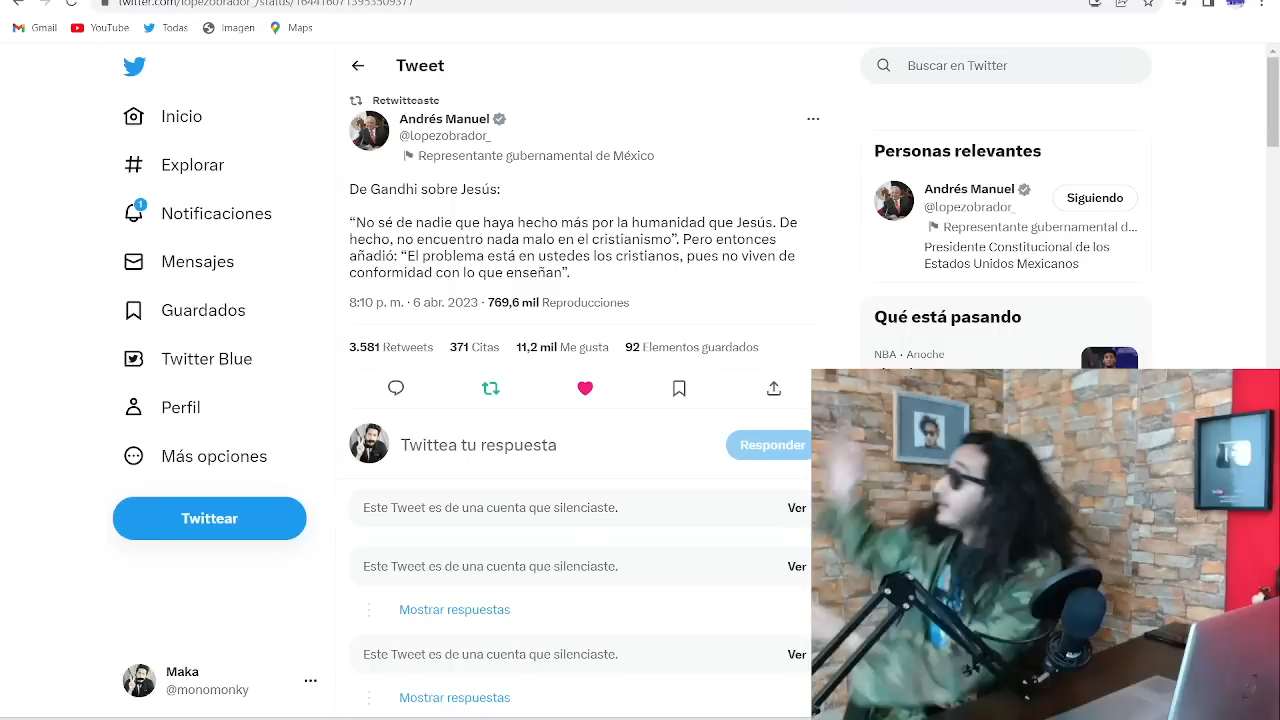 twitter.com/lopezobrador_/status/1644160713953509377
Gmail
YouTube
Todas
Imagen
Maps
Tweet
Buscar en Twitter
Retwitteaste
Andrés Manuel
@lopezobrador_
Representante gubernamental de México
De Gandhi sobre Jesús:
“No sé de nadie que haya hecho más por la humanidad que Jesús. De
hecho, no encuentro nada malo en el cristianismo”. Pero entonces
añadió: “El problema está en ustedes los cristianos, pues no viven de
conformidad con lo que enseñan”.
8:10 p. m. · 6 abr. 2023 · 769,6 mil Reproducciones
3.581 Retweets 371 Citas 11,2 mil Me gusta 92 Elementos guardados
Twittea tu respuesta
Responder
Este Tweet es de una cuenta que silenciaste. Ver
Este Tweet es de una cuenta que silenciaste. Ver
Mostrar respuestas
Este Tweet es de una cuenta que silenciaste. Ver
Mostrar respuestas
Inicio
Explorar
1
Notificaciones
Mensajes
Guardados
Twitter Blue
Perfil
Más opciones
Twittear
Maka
@monomonky
Personas relevantes
Andrés Manuel
@lopezobrador_
Siguiendo
Representante gubernamental d...
Presidente Constitucional de los
Estados Unidos Mexicanos
Qué está pasando
NBA · Anoche